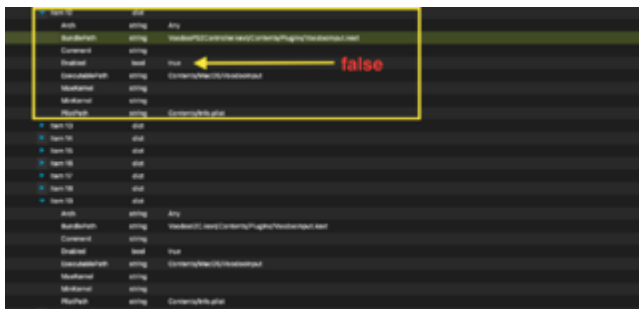 Item 12 dict
Arch string Any
BundlePath string VoodooPS2Controller.kext/Contents/PlugIns/VoodooInput.kext
Comment string
Enabled bool true
false
ExecutablePath string Contents/MacOS/VoodooInput
MaxKernel string
MinKernel string
PlistPath string Contents/Info.plist
Item 13 dict
Item 14 dict
Item 15 dict
Item 16 dict
Item 17 dict
Item 18 dict
Item 19 dict
Arch string Any
BundlePath string VoodooI2C.kext/Contents/PlugIns/VoodooInput.kext
Comment string
Enabled bool true
ExecutablePath string Contents/MacOS/VoodooInput
MaxKernel string
MinKernel string
PlistPath string Contents/Info.plist